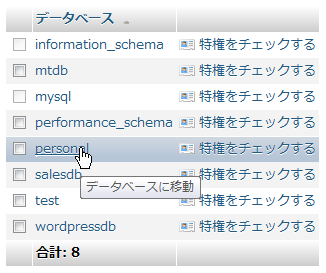 データベース
information_schema 特権をチェックする
mtdb 特権をチェックする
mysql 特権をチェックする
performance_schema 特権をチェックする
personal 特権をチェックする
salesdb 特権をチェックする
データベースに移動
test 特権をチェックする
wordpressdb 特権をチェックする
合計: 8